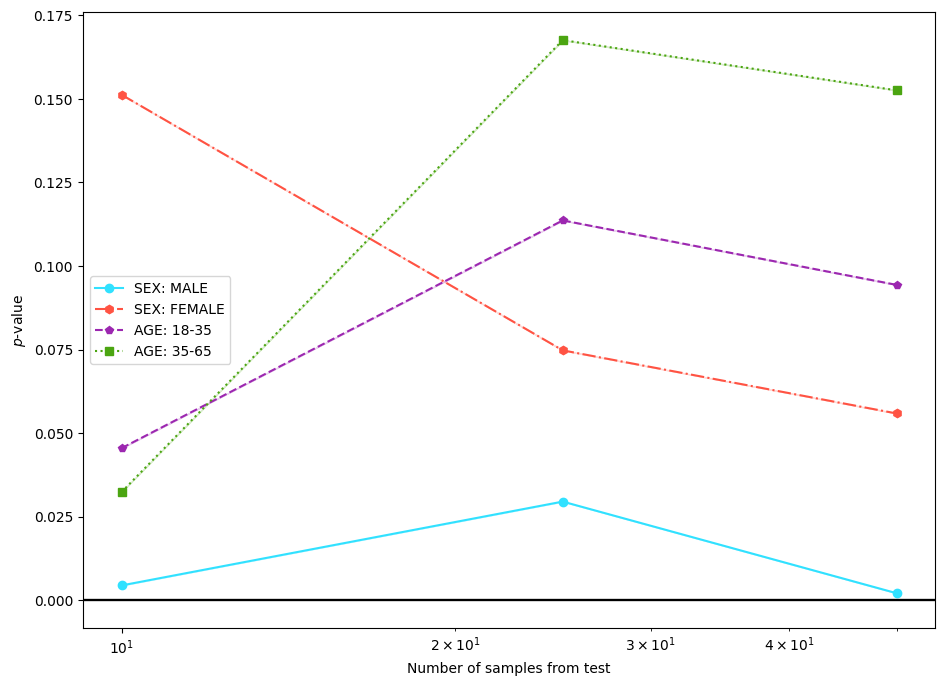 0.175
0.150
0.125
0.100
0.075
0.050
0.025
0.000
p-value
SEX: MALE
SEX: FEMALE
AGE: 18-35
AGE: 35-65
10¹
2 × 10¹
3 × 10¹
4 × 10¹
Number of samples from test